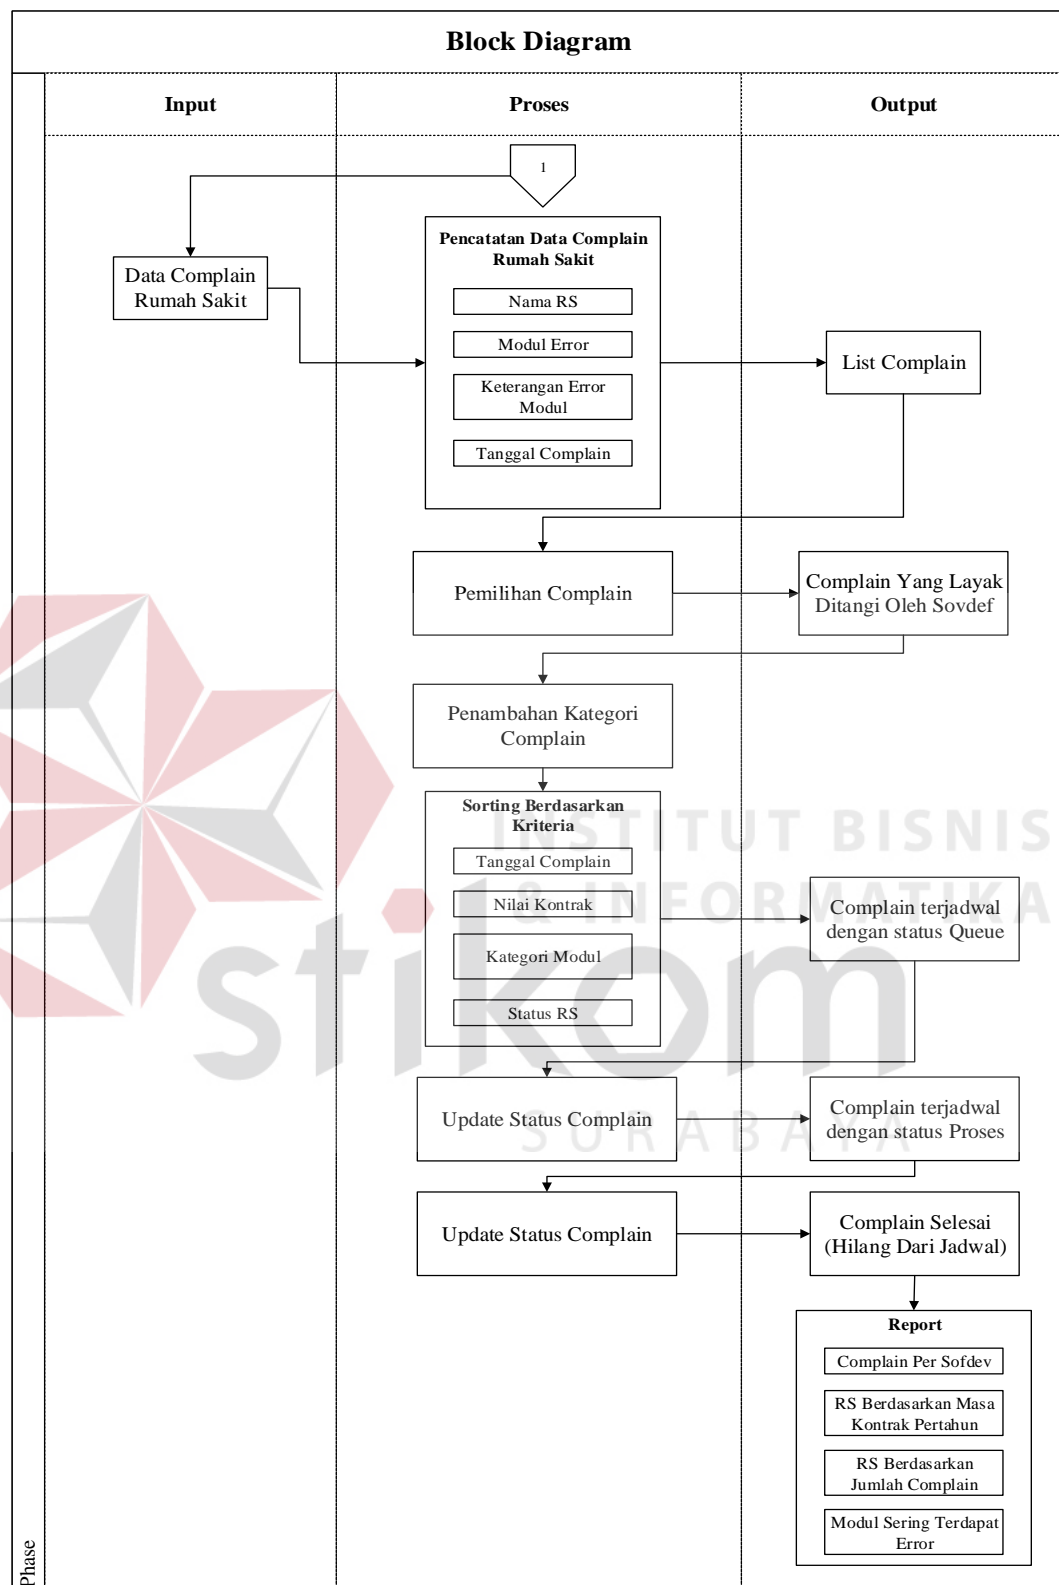 Block Diagram
Input
Proses
Output
1
Data Complain
Rumah Sakit
Pencatatan Data Complain
Rumah Sakit
Nama RS
Modul Error
Keterangan Error
Modul
Tanggal Complain
List Complain
Pemilihan Complain
Complain Yang Layak
Ditangi Oleh Sovdef
Penambahan Kategori
Complain
Sorting Berdasarkan
Kriteria
Tanggal Complain
Nilai Kontrak
Kategori Modul
Status RS
Complain terjadwal
dengan status Queue
Update Status Complain
Complain terjadwal
dengan status Proses
Update Status Complain
Complain Selesai
(Hilang Dari Jadwal)
Report
Complain Per Sofdev
RS Berdasarkan Masa
Kontrak Pertahun
RS Berdasarkan
Jumlah Complain
Modul Sering Terdapat
Error
Phase
INSTITUT BISNIS
& INFORMATIKA
stikom
SURABAYA